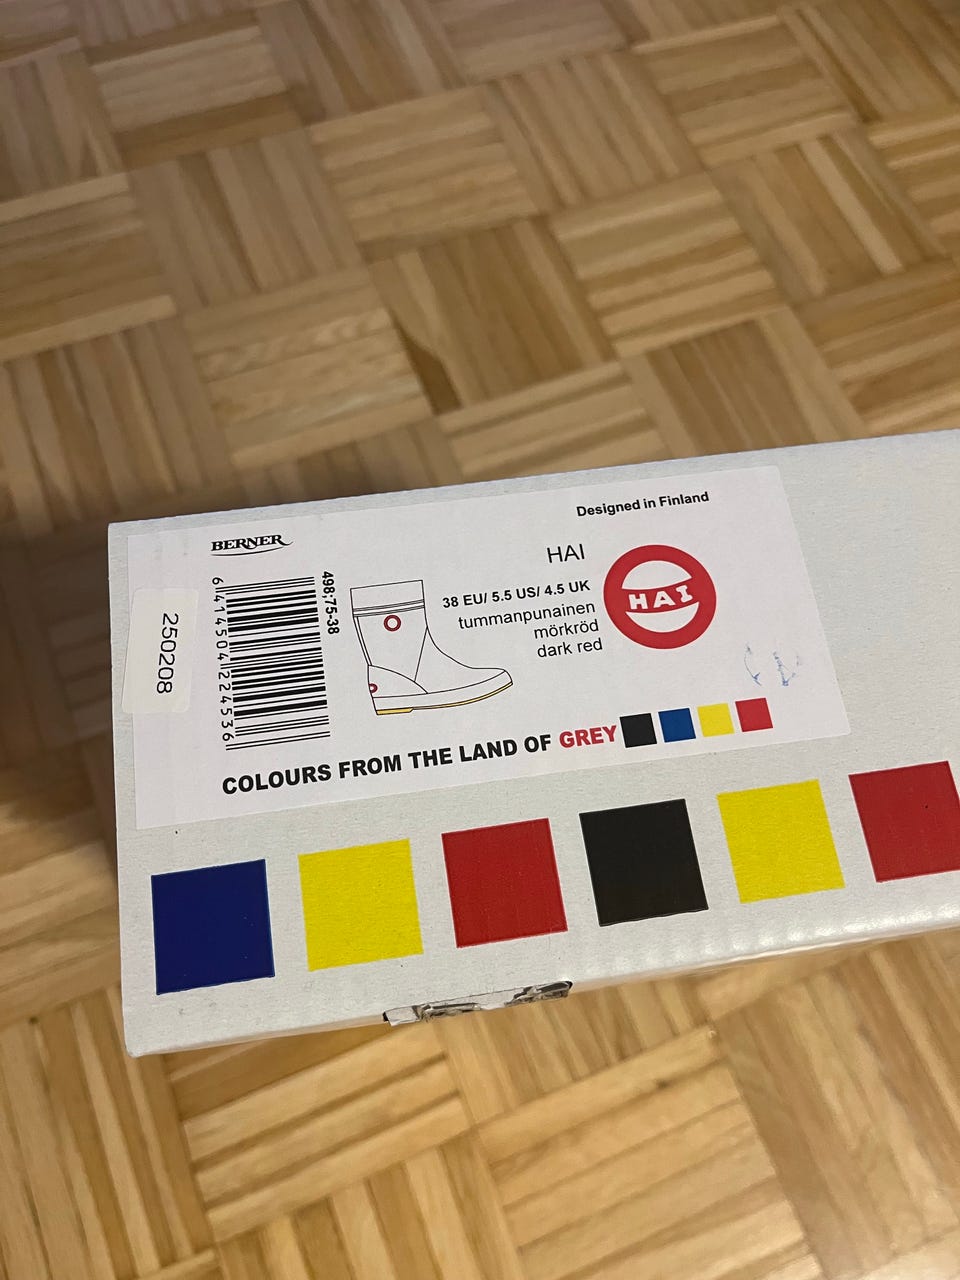 Designed in Finland
BERNER
HAI
HAI
38 EU/ 5.5 US/ 4.5 UK
tummanpunainen
mörkröd
dark red
498;75-38
6 414504 224536
250208
COLOURS FROM THE LAND OF GREY